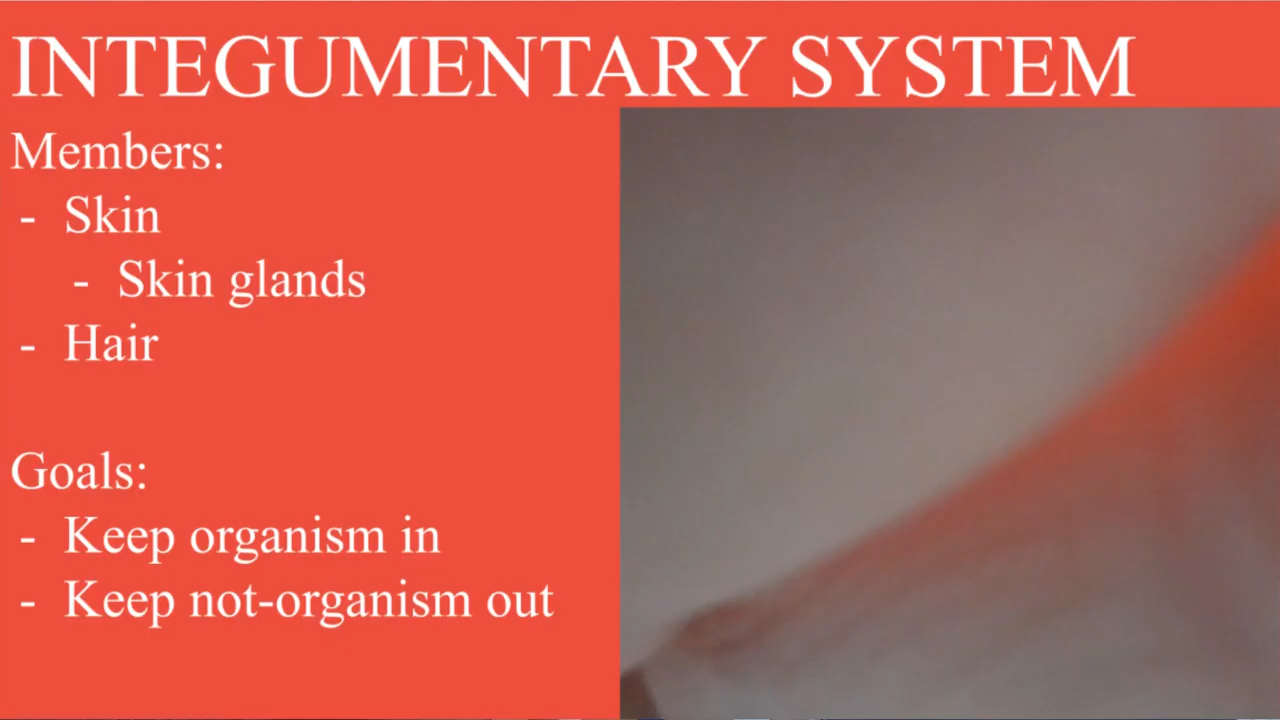 INTEGUMENTARY SYSTEM
Members:
- Skin
- Skin glands
- Hair
Goals:
- Keep organism in
- Keep not-organism out